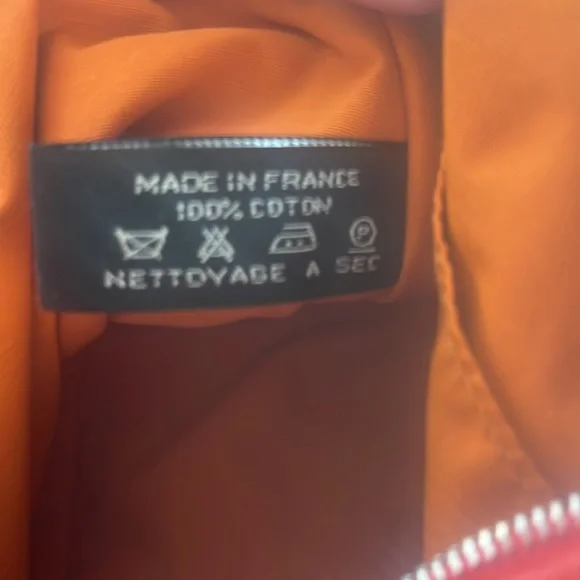 MADE IN FRANCE
100% COTON
P
NETTOYAGE A SEC